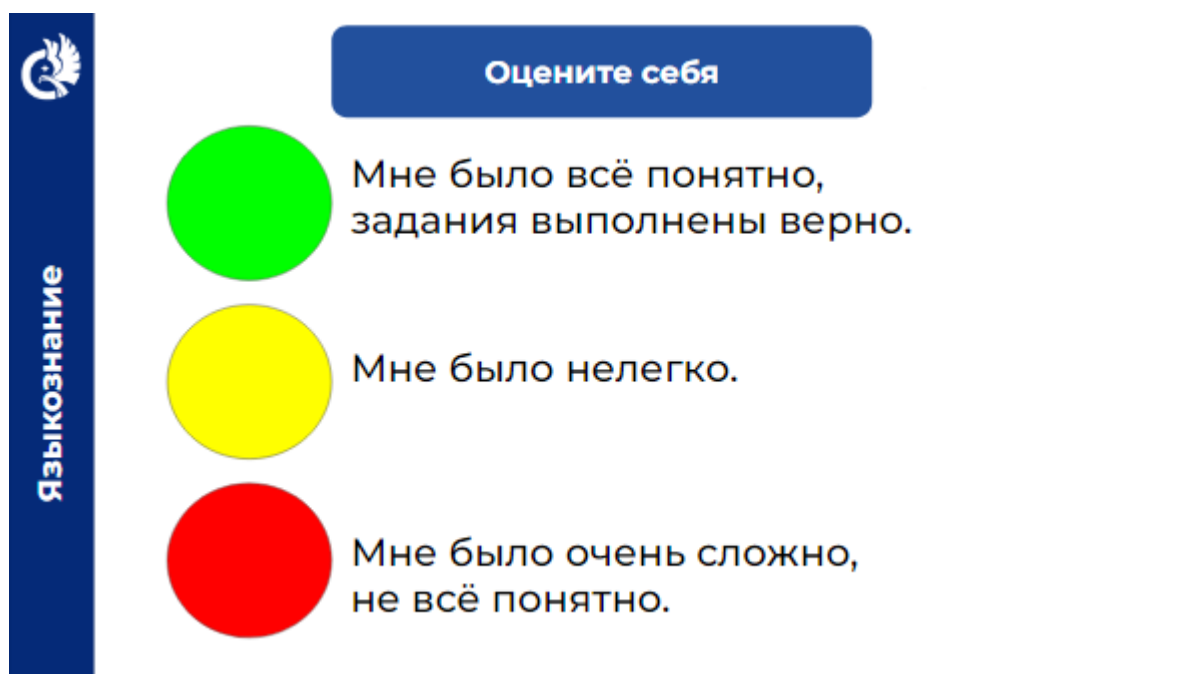 Оцените себя
Мне было всё понятно,
задания выполнены верно.
Мне было нелегко.
Мне было очень сложно,
не всё понятно.
Языкознание